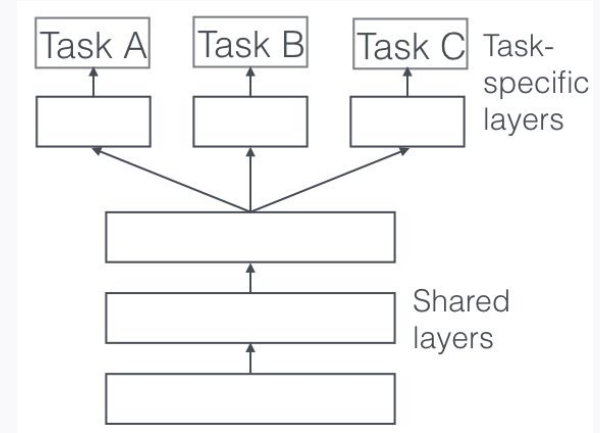 Task A
Task B
Task C
Task-
specific
layers
Shared
layers